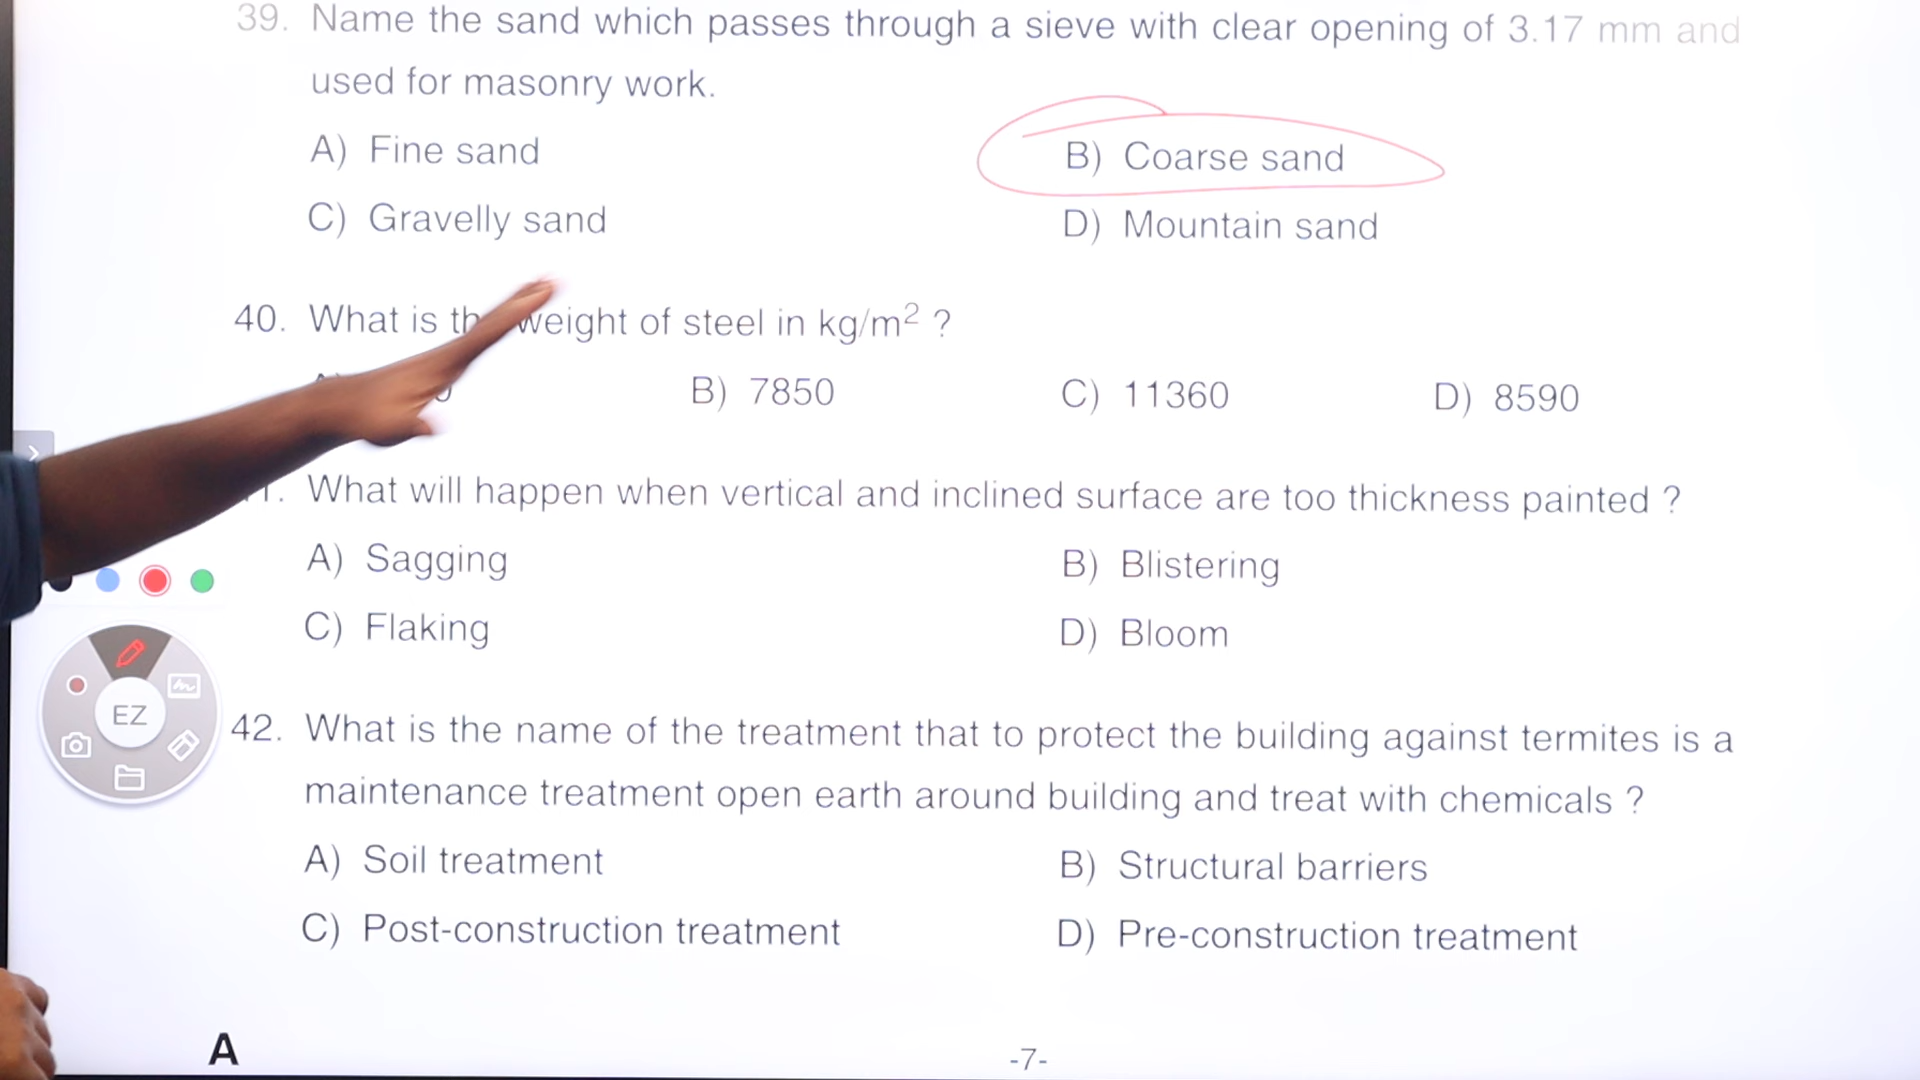 39. Name the sand which passes through a sieve with clear opening of 3.17 mm and
used for masonry work.
A) Fine sand B) Coarse sand
C) Gravelly sand D) Mountain sand
40. What is weight of steel in kg/m² ?
B) 7850 C) 11360 D) 8590
What will happen when vertical and inclined surface are too thickness painted ?
A) Sagging B) Blistering
C) Flaking D) Bloom
EZ
42. What is the name of the treatment that to protect the building against termites is a
maintenance treatment open earth around building and treat with chemicals ?
A) Soil treatment B) Structural barriers
C) Post-construction treatment D) Pre-construction treatment
A -7-